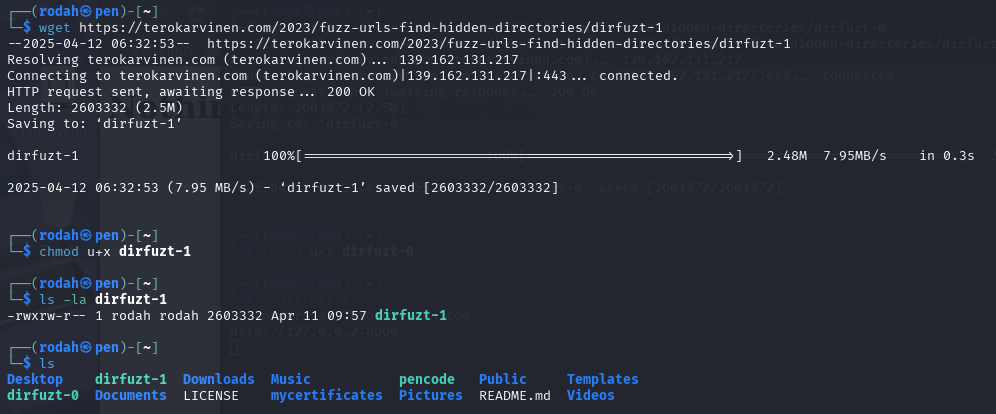 ┌──(rodah㉿pen)-[~]
└─$ wget https://terokarvinen.com/2023/fuzz-urls-find-hidden-directories/dirfuzt-1
--2025-04-12 06:32:53--  https://terokarvinen.com/2023/fuzz-urls-find-hidden-directories/dirfuzt-1
Resolving terokarvinen.com (terokarvinen.com)... 139.162.131.217
Connecting to terokarvinen.com (terokarvinen.com)|139.162.131.217|:443... connected.
HTTP request sent, awaiting response... 200 OK
Length: 2603332 (2.5M)
Saving to: ‘dirfuzt-1’
dirfuzt-1 100%[===================================================>] 2.48M 7.95MB/s in 0.3s
2025-04-12 06:32:53 (7.95 MB/s) - ‘dirfuzt-1’ saved [2603332/2603332]
┌──(rodah㉿pen)-[~]
└─$ chmod u+x dirfuzt-1
┌──(rodah㉿pen)-[~]
└─$ ls -la dirfuzt-1
-rwxrw-r-- 1 rodah rodah 2603332 Apr 11 09:57 dirfuzt-1
┌──(rodah㉿pen)-[~]
└─$ ls
Desktop dirfuzt-1 Downloads Music pencode Public Templates
dirfuzt-0 Documents LICENSE mycertificates Pictures README.md Videos